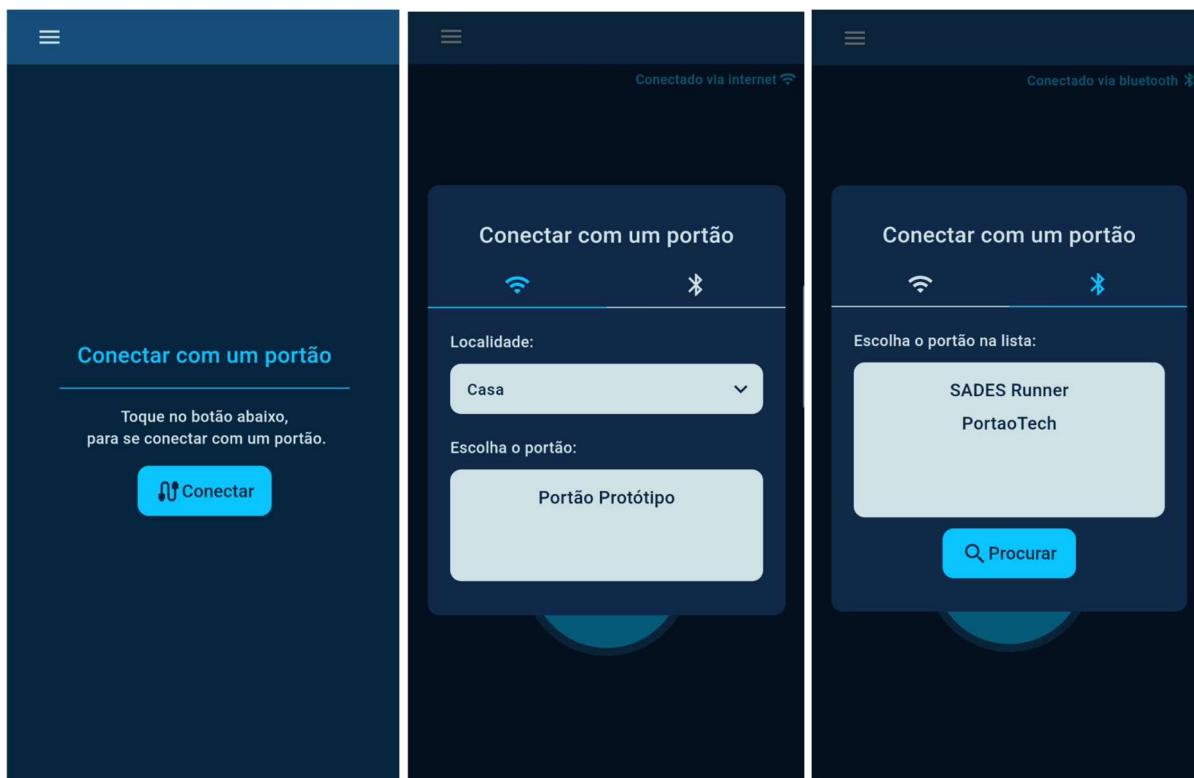 Conectar com um portão
Toque no botão abaixo,
para se conectar com um portão.
Conectar
Conectado via internet
Conectar com um portão
Localidade:
Casa
Escolha o portão:
Portão Protótipo
Conectado via bluetooth
Conectar com um portão
Escolha o portão na lista:
SADES Runner
PortaoTech
Procurar